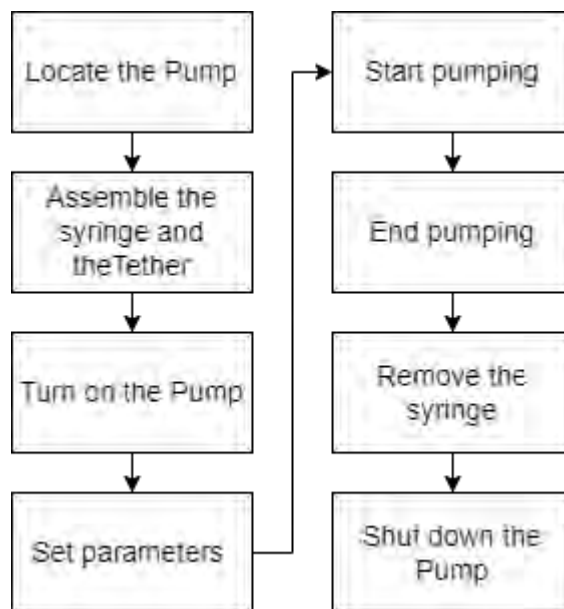 Locate the Pump
Assemble the
syringe and
theTether
Turn on the Pump
Set parameters
Start pumping
End pumping
Remove the
syringe
Shut down the
Pump